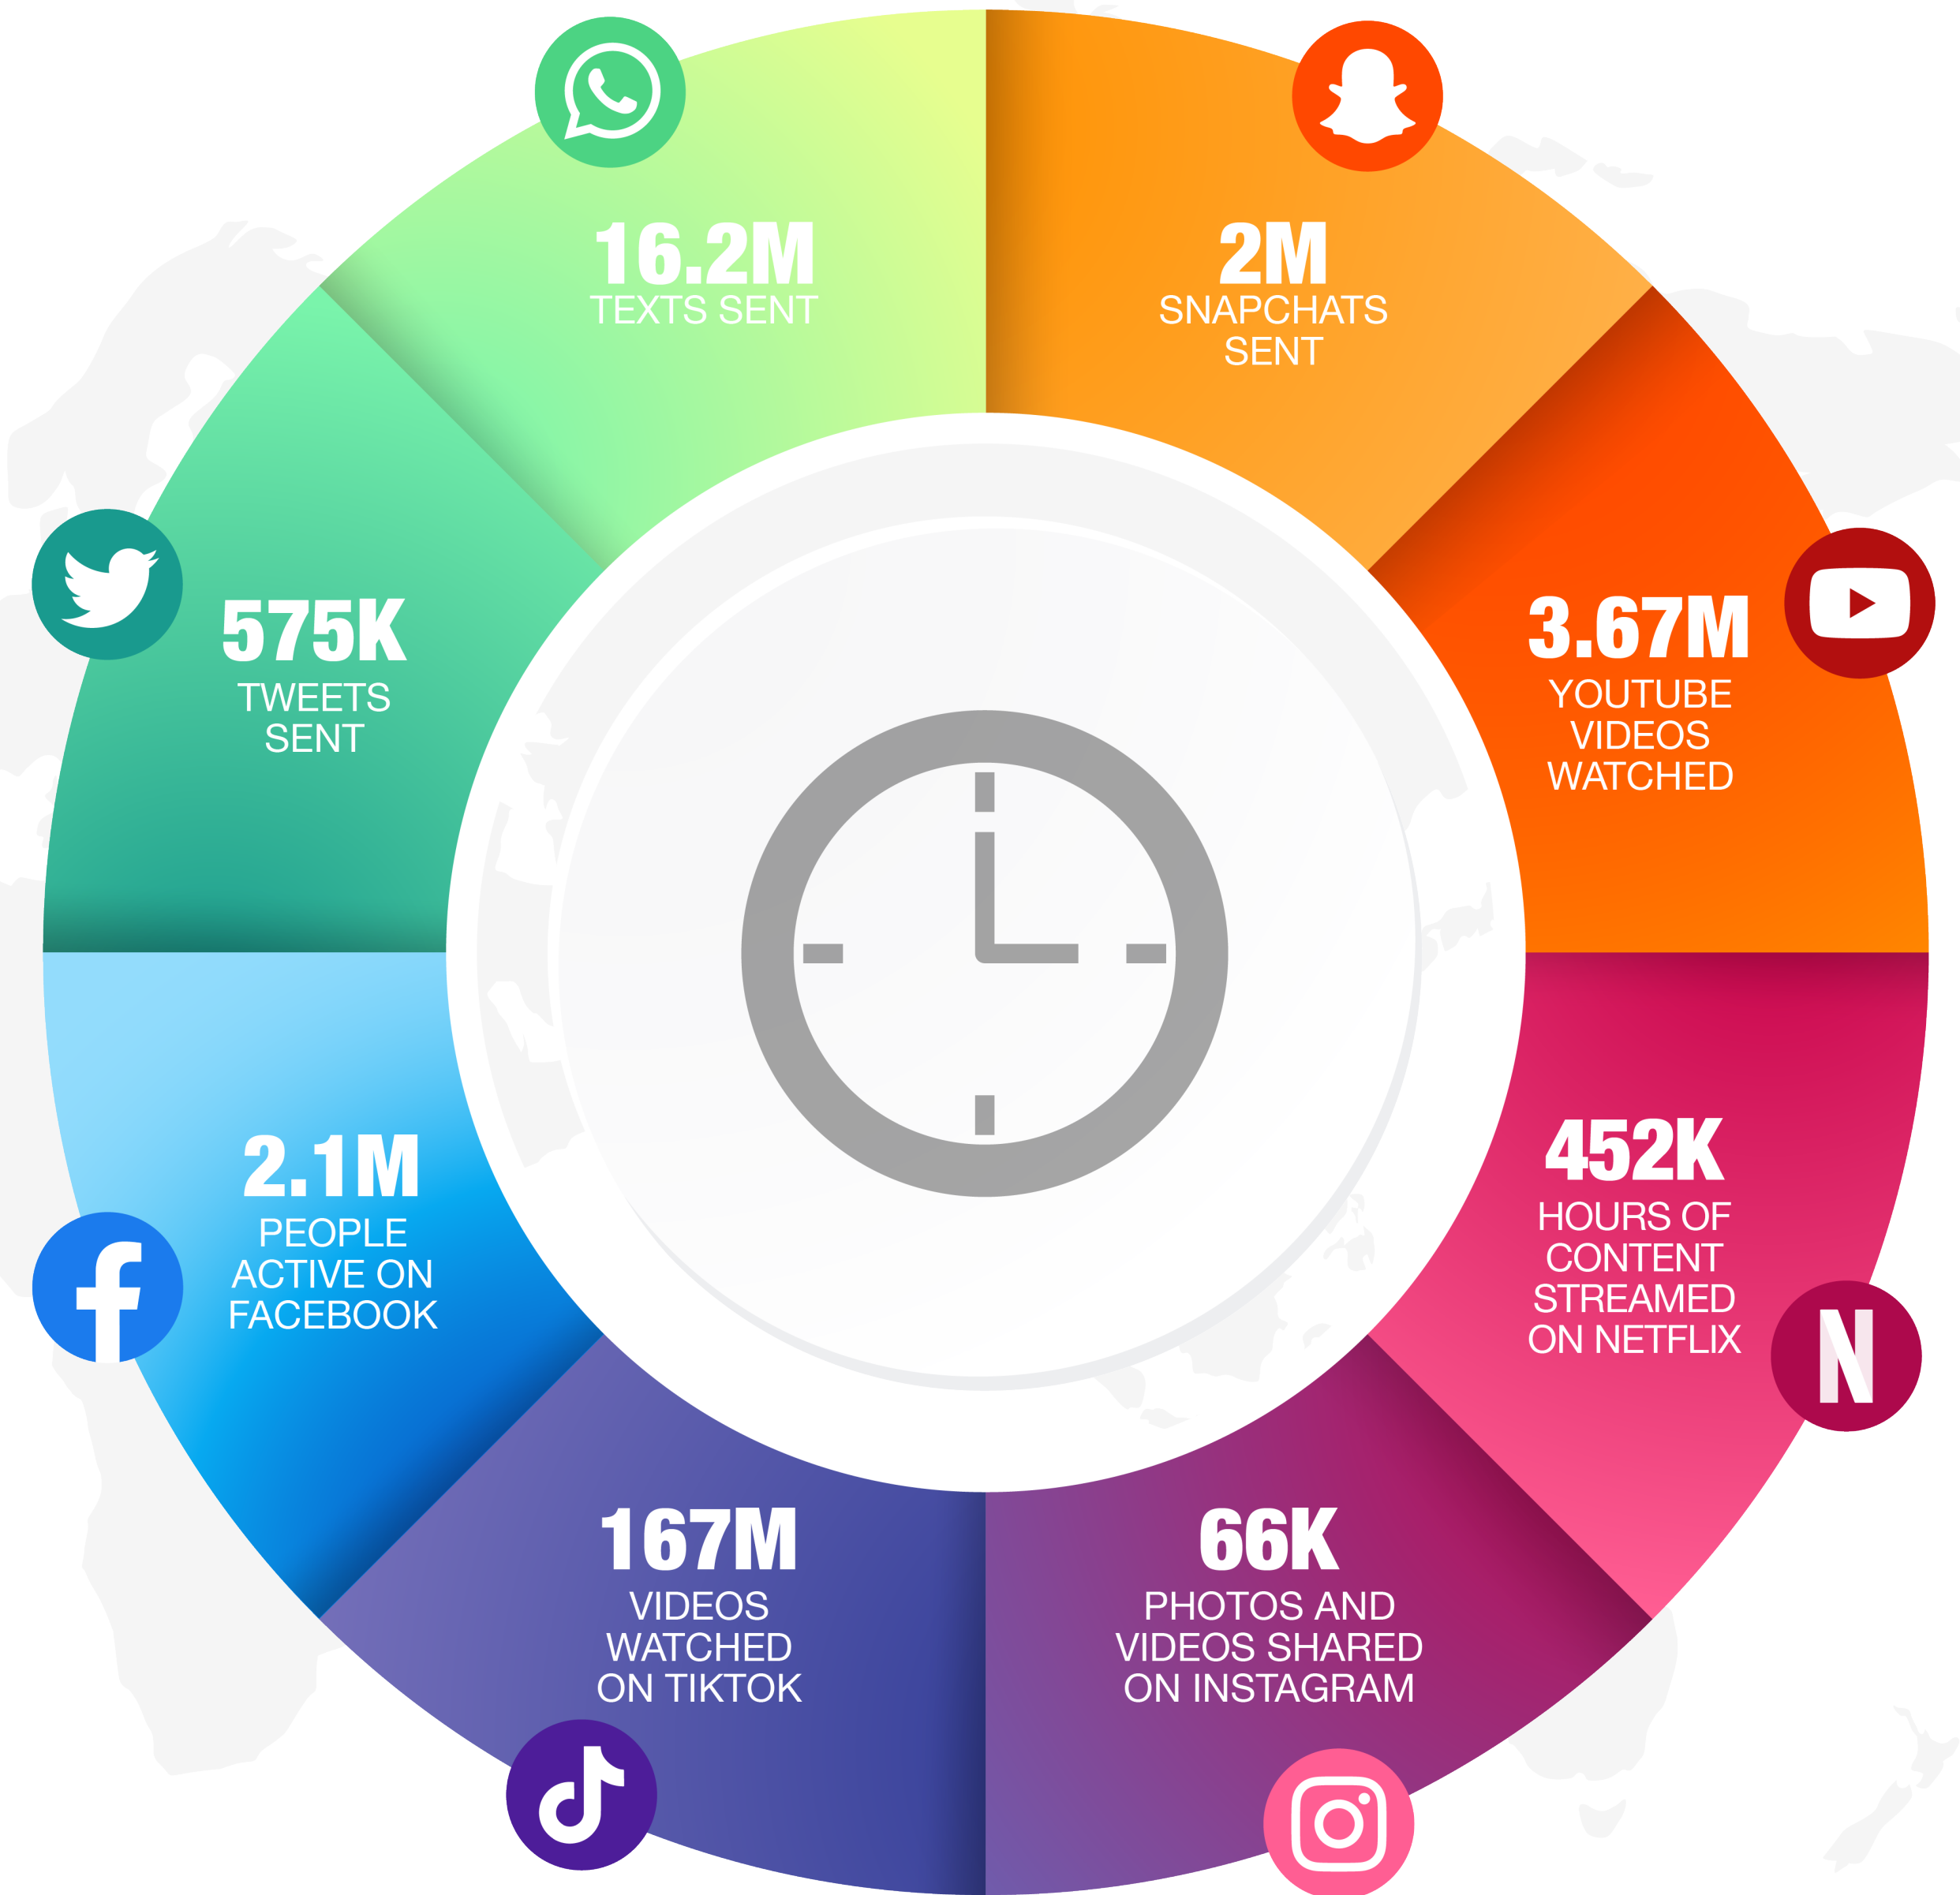 16.2M
TEXTS SENT
2M
SNAPCHATS
SENT
3.67M
YOUTUBE
VIDEOS
WATCHED
452K
HOURS OF
CONTENT
STREAMED
ON NETFLIX
66K
PHOTOS AND
VIDEOS SHARED
ON INSTAGRAM
167M
VIDEOS
WATCHED
ON TIKTOK
2.1M
PEOPLE
ACTIVE ON
FACEBOOK
575K
TWEETS
SENT